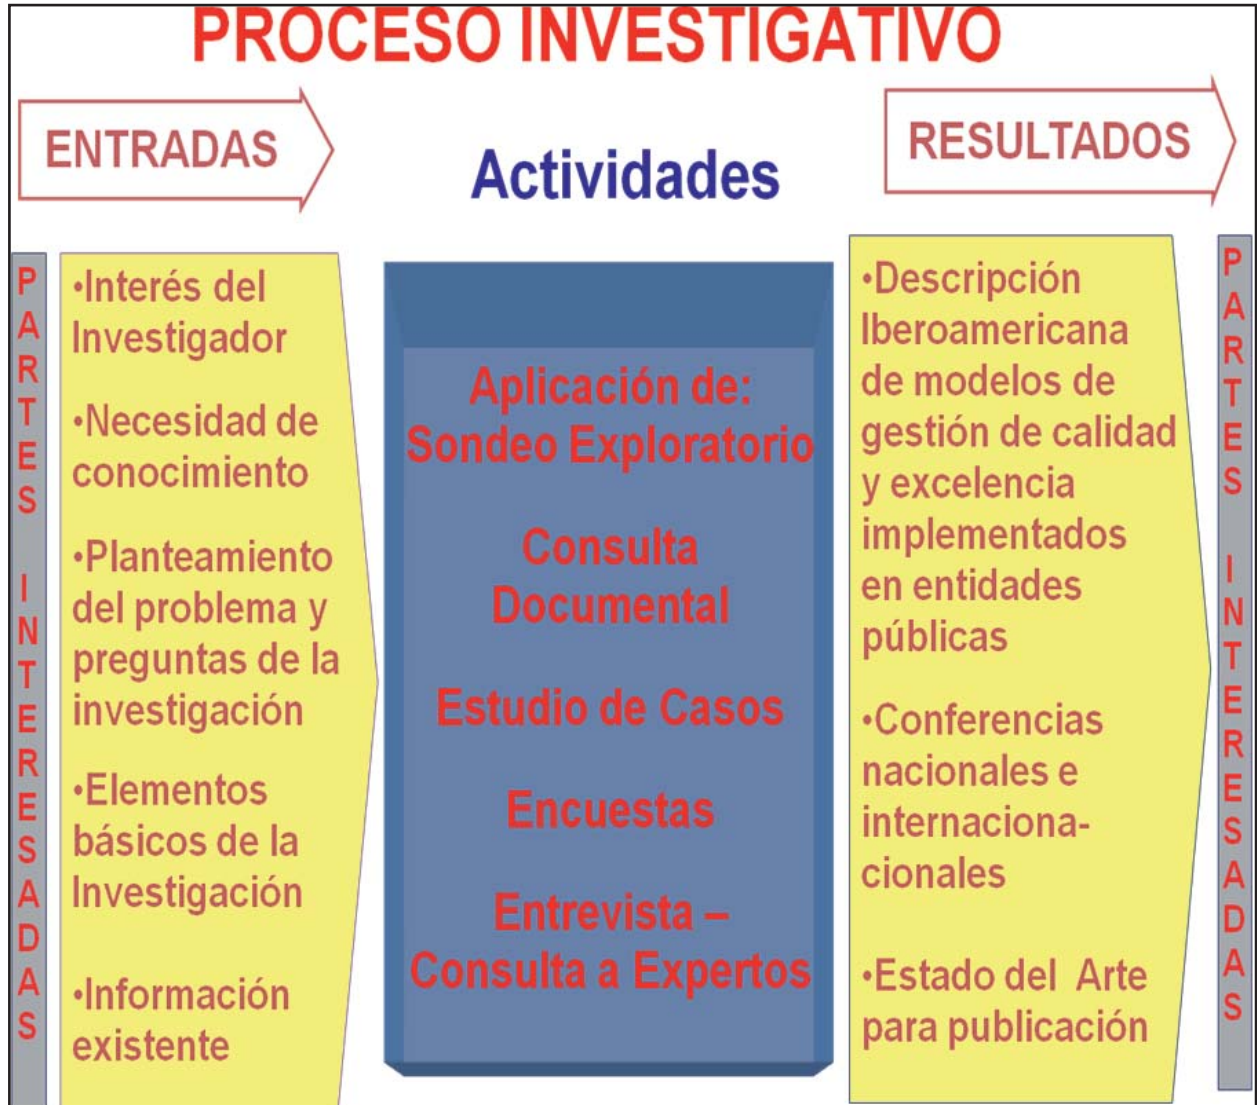 PROCESO INVESTIGATIVO
ENTRADAS
Actividades
RESULTADOS
PARTES INTERESADAS
•Interés del
Investigador
•Necesidad de
conocimiento
•Planteamiento
del problema y
preguntas de la
investigación
•Elementos
básicos de la
Investigación
•Información
existente
Aplicación de:
Sondeo Exploratorio
Consulta
Documental
Estudio de Casos
Encuestas
Entrevista –
Consulta a Expertos
•Descripción
Iberoamericana
de modelos de
gestión de calidad
y excelencia
implementados
en entidades
públicas
•Conferencias
nacionales e
internaciona-
cionales
•Estado del Arte
para publicación
PARTES INTERESADAS